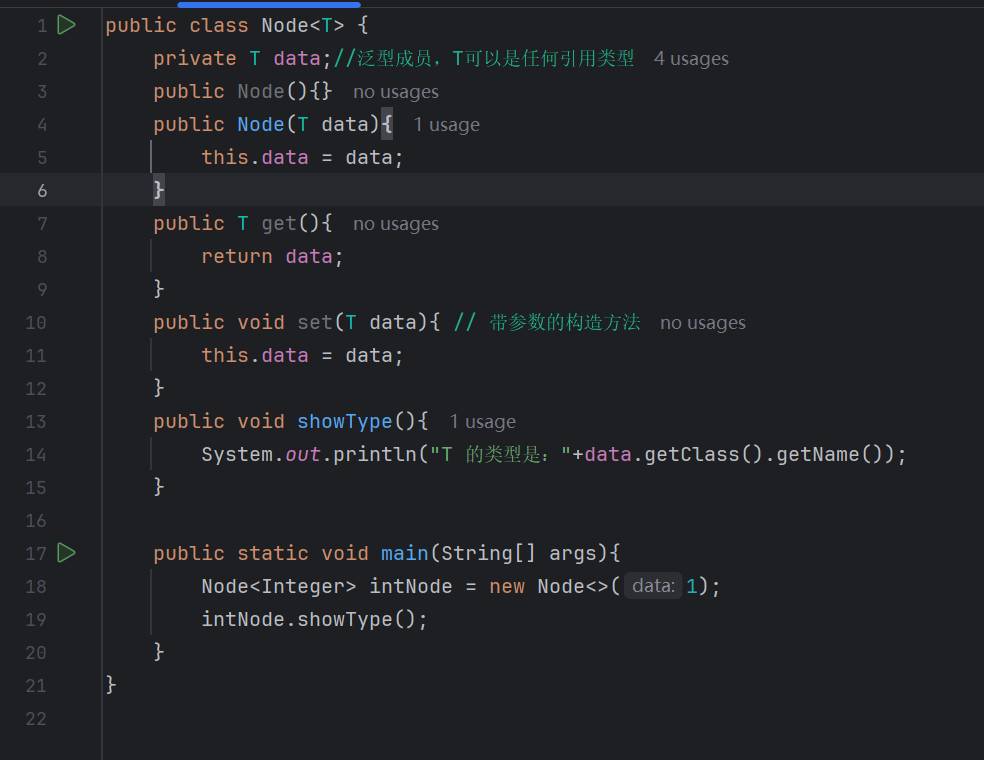 1 public class Node<T> {
2 private T data;//泛型成员，T可以是任何引用类型 4 usages
3 public Node(){} no usages
4 public Node(T data){ 1 usage
5 this.data = data;
6 }
7 public T get(){ no usages
8 return data;
9 }
10 public void set(T data){ // 带参数的构造方法 no usages
11 this.data = data;
12 }
13 public void showType(){ 1 usage
14 System.out.println("T 的类型是："+data.getClass().getName());
15 }
16
17 public static void main(String[] args){
18 Node<Integer> intNode = new Node<>( data: 1);
19 intNode.showType();
20 }
21 }
22